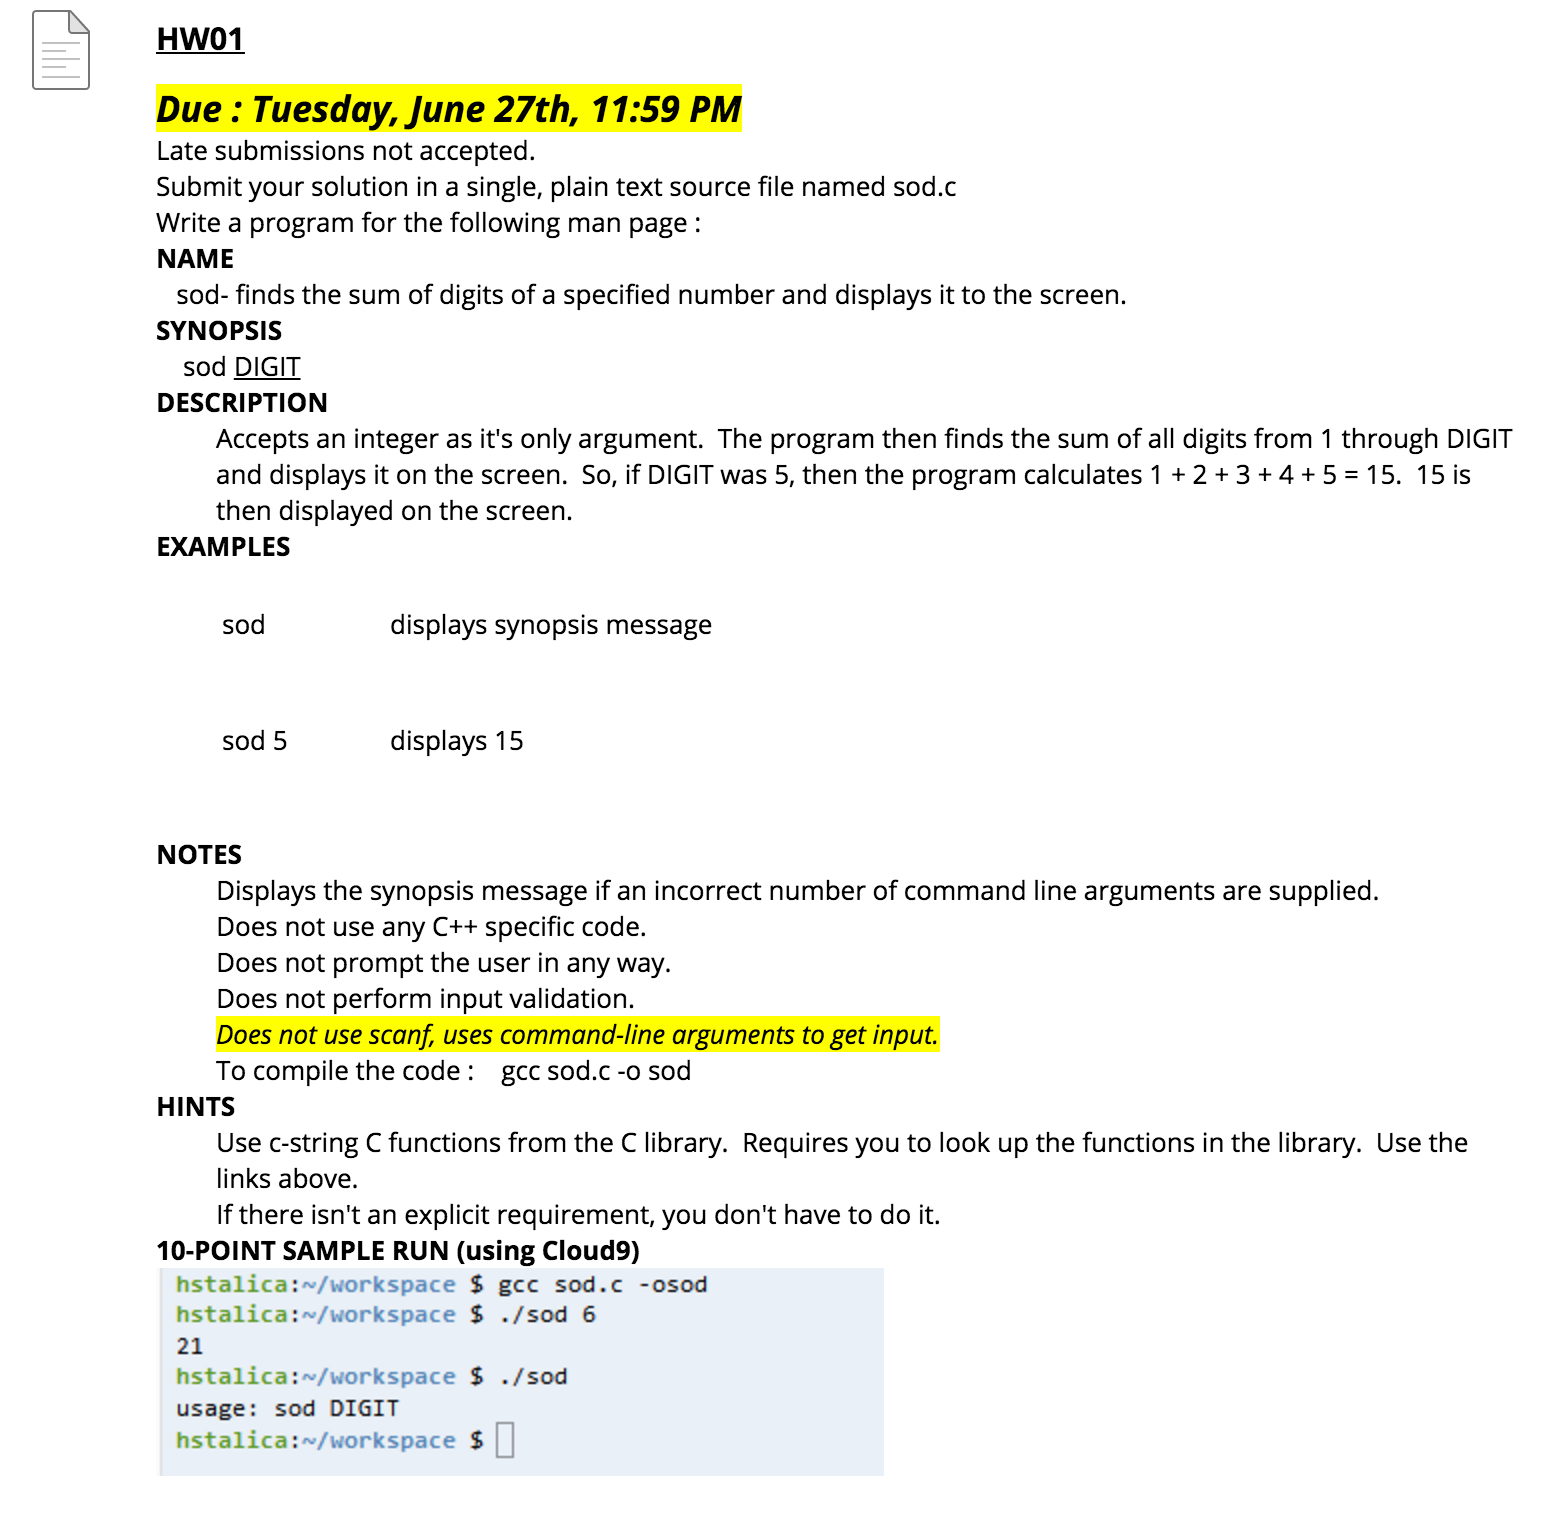 HW01
Due : Tuesday, June 27th, 11:59 PM
Late submissions not accepted.
Submit your solution in a single, plain text source file named sod.c
Write a program for the following man page :
NAME
sod- finds the sum of digits of a specified number and displays it to the screen.
SYNOPSIS
sod DIGIT
DESCRIPTION
Accepts an integer as it's only argument.  The program then finds the sum of all digits from 1 through DIGIT
and displays it on the screen.  So, if DIGIT was 5, then the program calculates 1 + 2 + 3 + 4 + 5 = 15.  15 is
then displayed on the screen.
EXAMPLES
sod displays synopsis message
sod 5 displays 15
NOTES
Displays the synopsis message if an incorrect number of command line arguments are supplied.
Does not use any C++ specific code.
Does not prompt the user in any way.
Does not perform input validation.
Does not use scanf, uses command-line arguments to get input.
To compile the code :    gcc sod.c -o sod
HINTS
Use c-string C functions from the C library.  Requires you to look up the functions in the library.  Use the
links above.
If there isn't an explicit requirement, you don't have to do it.
10-POINT SAMPLE RUN (using Cloud9)
hstalica:~/workspace $ gcc sod.c -osod
hstalica:~/workspace $ ./sod 6
21
hstalica:~/workspace $ ./sod
usage: sod DIGIT
hstalica:~/workspace $